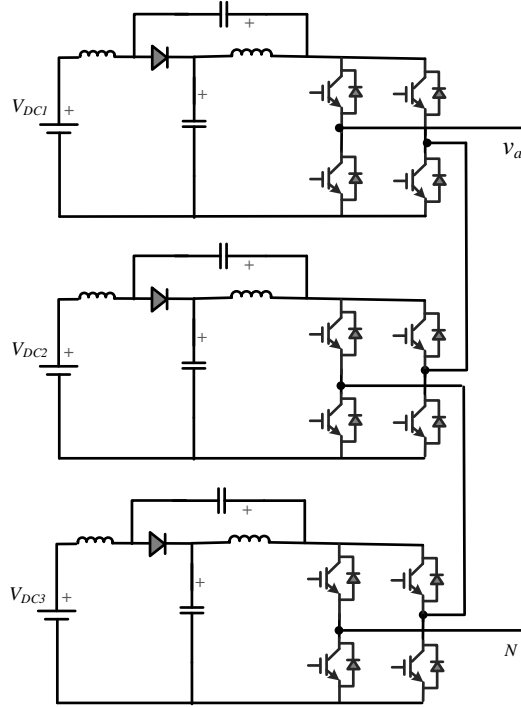 +
+
V_DC1 +
v_a
+
+
V_DC2 +
+
+
V_DC3 +
N